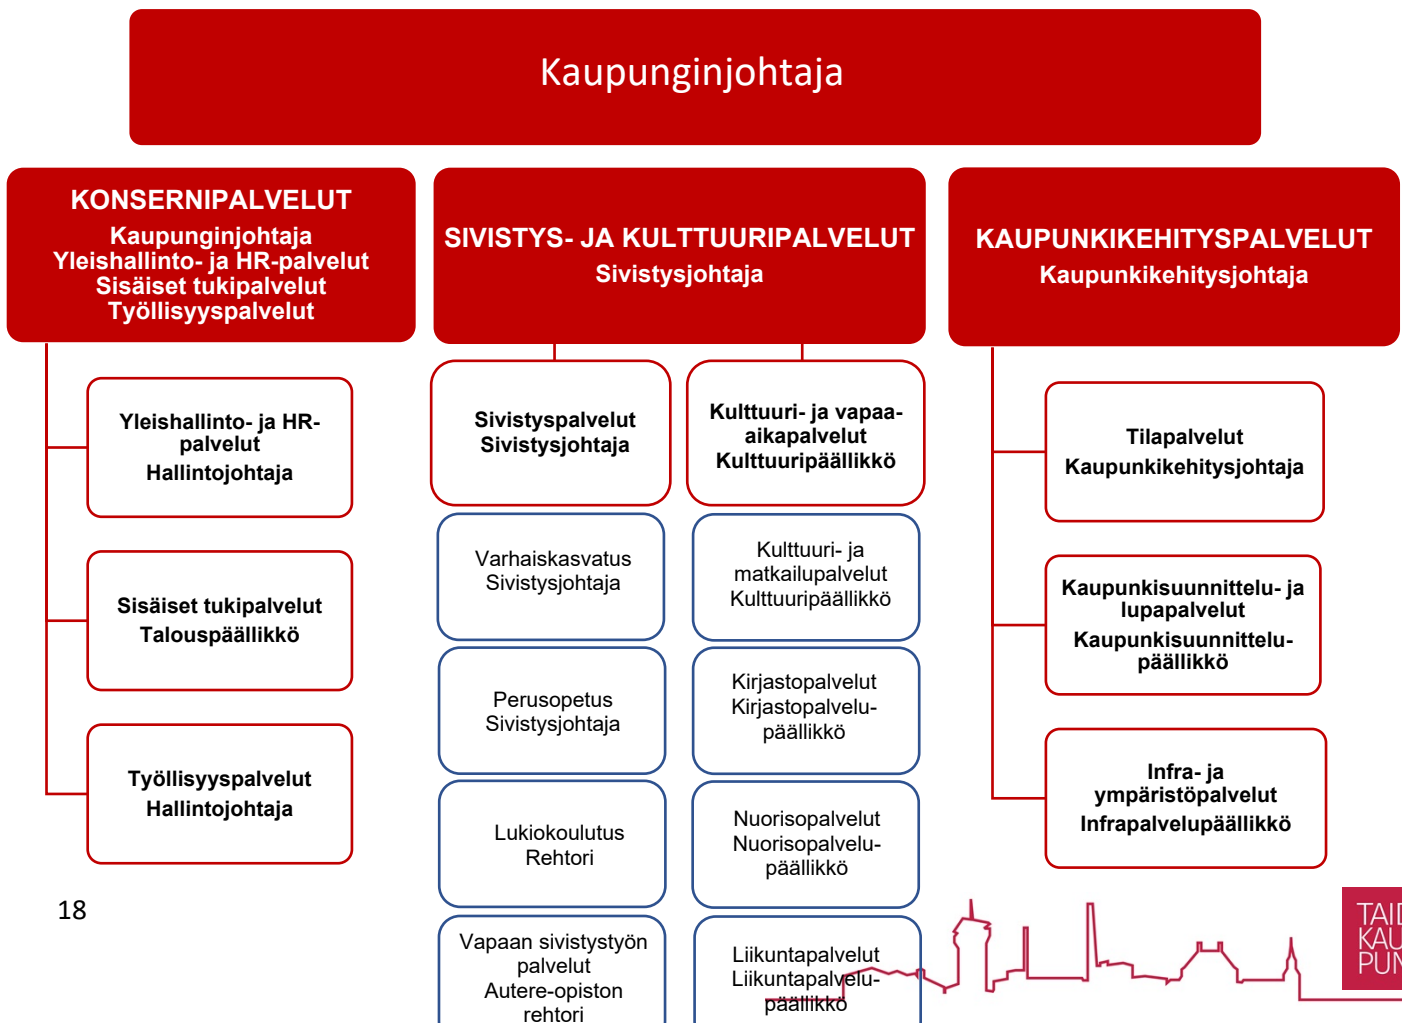 Kaupunginjohtaja
KONSERNIPALVELUT
Kaupunginjohtaja
Yleishallinto- ja HR-palvelut
Sisäiset tukipalvelut
Työllisyyspalvelut
Yleishallinto- ja HR-
palvelut
Hallintojohtaja
Sisäiset tukipalvelut
Talouspäällikkö
Työllisyyspalvelut
Hallintojohtaja
SIVISTYS- JA KULTTUURIPALVELUT
Sivistysjohtaja
Sivistyspalvelut
Sivistysjohtaja
Varhaiskasvatus
Sivistysjohtaja
Perusopetus
Sivistysjohtaja
Lukiokoulutus
Rehtori
Vapaan sivistystyön
palvelut
Autere-opiston
rehtori
Kulttuuri- ja vapaa-
aikapalvelut
Kulttuuripäällikkö
Kulttuuri- ja
matkailupalvelut
Kulttuuripäällikkö
Kirjastopalvelut
Kirjastopalvelu-
päällikkö
Nuorisopalvelut
Nuorisopalvelu-
päällikkö
Liikuntapalvelut
Liikuntapalvelu-
päällikkö
KAUPUNKIKEHITYSPALVELUT
Kaupunkikehitysjohtaja
Tilapalvelut
Kaupunkikehitysjohtaja
Kaupunkisuunnittelu- ja
lupapalvelut
Kaupunkisuunnittelu-
päällikkö
Infra- ja
ympäristöpalvelut
Infrapalvelupäällikkö
18
TAID
KAU
PUN